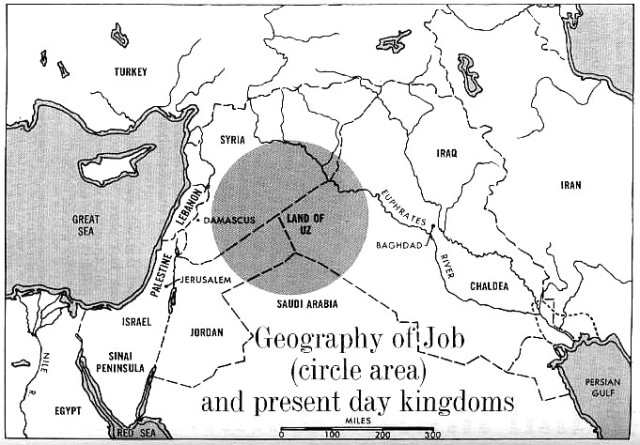 TURKEY
SYRIA
IRAQ
IRAN
LEBANON
GREAT
SEA
DAMASCUS
LAND OF
UZ
EUPHRATES
BAGHDAD
RIVER
PALESTINE
JERUSALEM
CHALDEA
SAUDI ARABIA
ISRAEL
JORDAN
SINAI
PENINSULA
NILE
EGYPT
RED SEA
PERSIAN
GULF
Geography of Job
(circle area)
and present day kingdoms
MILES
0 100 200 300